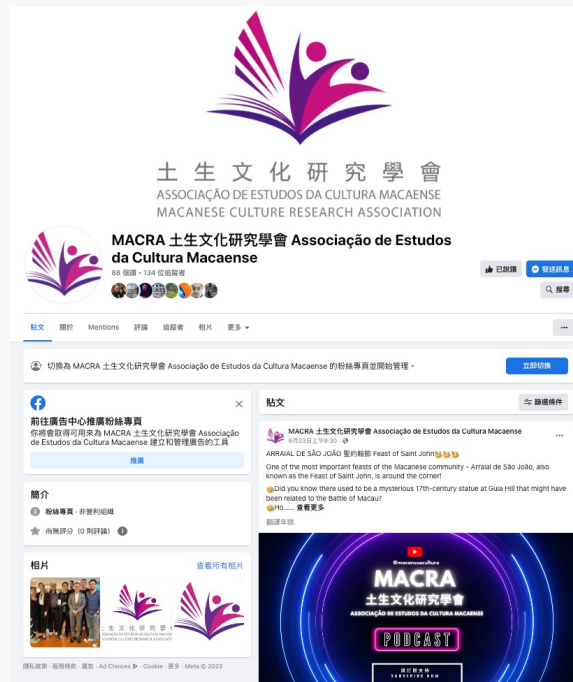 土生文化研究學會
ASSOCIAÇÃO DE ESTUDOS DA CULTURA MACAENSE
MACANESE CULTURE RESEARCH ASSOCIATION
MACRA 土生文化研究學會 Associação de Estudos
da Cultura Macaense
88 個讚 • 134 位追蹤者
已說讚
發送訊息
搜尋
貼文 關於 Mentions 評論 追蹤者 相片 更多
切換為 MACRA 土生文化研究學會 Associação de Estudos da Cultura Macaense 的粉絲專頁並開始管理。
立即切換
前往廣告中心推廣粉絲專頁
你將會取得可用來為 MACRA 土生文化研究學會 Associação
de Estudos da Cultura Macaense 建立和管理廣告的工具
推廣
簡介
粉絲專頁 · 非營利組織
尚無評分（0 則評論）
相片
查看所有相片
土生文化研究學
隱私政策 · 服務條款 · 廣告 · Ad Choices · Cookie · 更多 · Meta © 2023
貼文
篩選條件
MACRA 土生文化研究學會 Associação de Estudos da Cultura Macaense
6月23日上午9:30 ·
ARRAIAL DE SÃO JOÃO 聖約翰節 Feast of Saint John
One of the most important feasts of the Macanese community - Arraial de São João, also
known as the Feast of Saint John, is around the corner!
Did you know there used to be a mysterious 17th-century statue at Guia Hill that might have
been related to the Battle of Macau?
Ho...... 查看更多
翻譯年糕
@macanesecultura
MACRA
土生文化研究學會
ASSOCIAÇÃO DE ESTUDOS DA CULTURA MACAENSE
PODCAST
請訂閱支持
SUBSCRIBE NOW